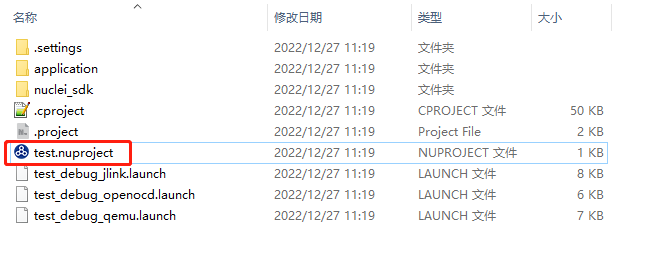 名称 修改日期 类型 大小
.settings 2022/12/27 11:19 文件夹
application 2022/12/27 11:19 文件夹
nuclei_sdk 2022/12/27 11:19 文件夹
.cproject 2022/12/27 11:19 CPROJECT 文件 50 KB
.project 2022/12/27 11:19 Project File 2 KB
test.nuproject 2022/12/27 11:19 NUPROJECT 文件 1 KB
test_debug_jlink.launch 2022/12/27 11:19 LAUNCH 文件 8 KB
test_debug_openocd.launch 2022/12/27 11:19 LAUNCH 文件 6 KB
test_debug_qemu.launch 2022/12/27 11:19 LAUNCH 文件 7 KB